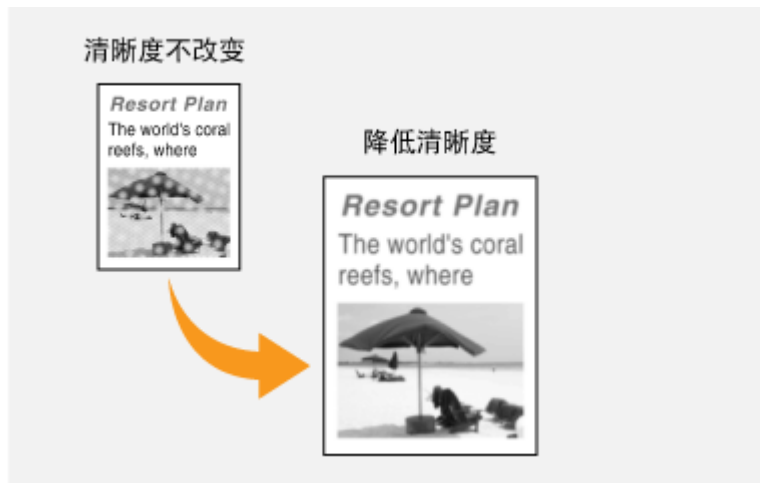 清晰度不改变
Resort Plan
The world's coral
reefs, where
降低清晰度
Resort Plan
The world's coral
reefs, where